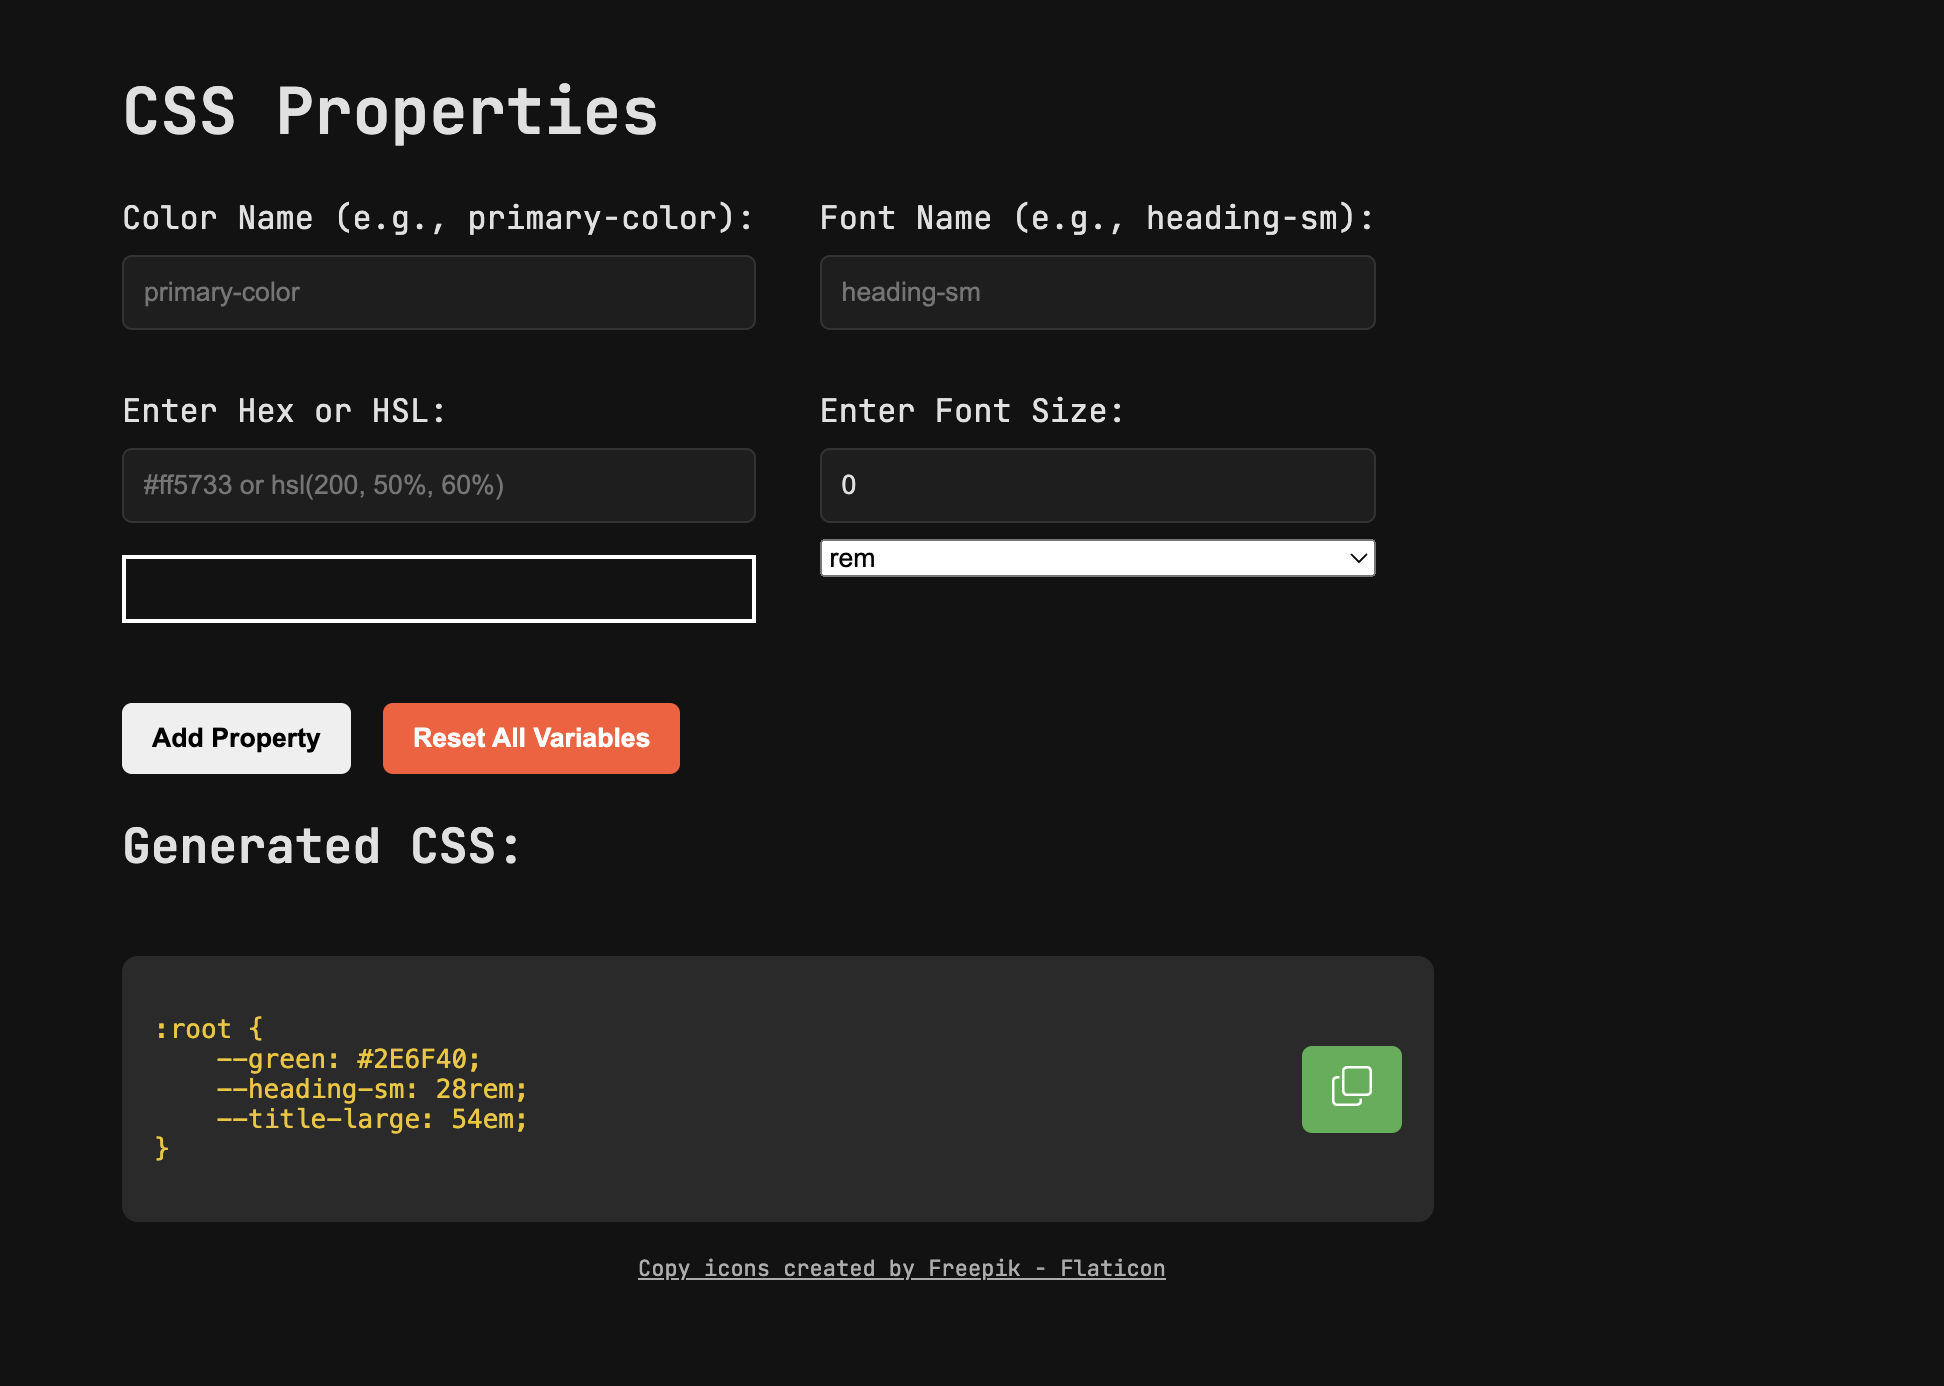 CSS Properties
Color Name (e.g., primary-color):
primary-color
Font Name (e.g., heading-sm):
heading-sm
Enter Hex or HSL:
#ff5733 or hsl(200, 50%, 60%)
Enter Font Size:
0
rem
Add Property
Reset All Variables
Generated CSS:
:root {
    --green: #2E6F40;
    --heading-sm: 28rem;
    --title-large: 54em;
}
Copy icons created by Freepik - Flaticon